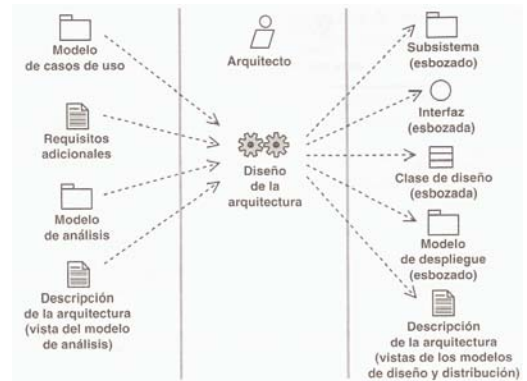 Modelo
de casos de uso
Requisitos
adicionales
Modelo
de análisis
Descripción
de la arquitectura
(vista del modelo
de análisis)
Arquitecto
Diseño
de la
arquitectura
Subsistema
(esbozado)
Interfaz
(esbozada)
Clase de diseño
(esbozada)
Modelo
de despliegue
(esbozado)
Descripción
de la arquitectura
(vistas de los modelos
de diseño y distribución)